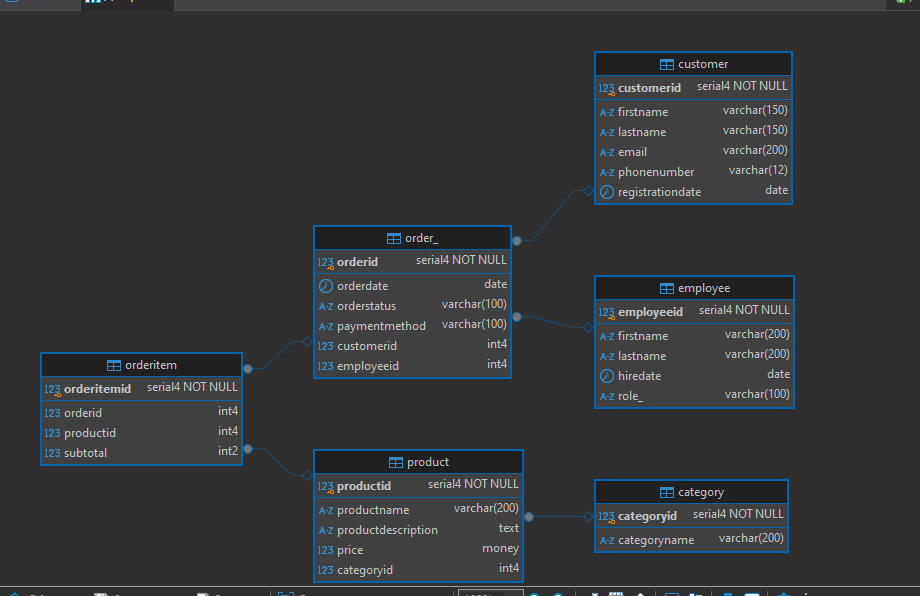 customer
customerid serial4 NOT NULL
firstname varchar(150)
lastname varchar(150)
email varchar(200)
phonenumber varchar(12)
registrationdate date
order_
orderid serial4 NOT NULL
orderdate date
orderstatus varchar(100)
paymentmethod varchar(100)
customerid int4
employeeid int4
employee
employeeid serial4 NOT NULL
firstname varchar(200)
lastname varchar(200)
hiredate date
role_ varchar(100)
orderitem
orderitemid serial4 NOT NULL
orderid int4
productid int4
subtotal int2
product
productid serial4 NOT NULL
productname varchar(200)
productdescription text
price money
categoryid int4
category
categoryid serial4 NOT NULL
categoryname varchar(200)